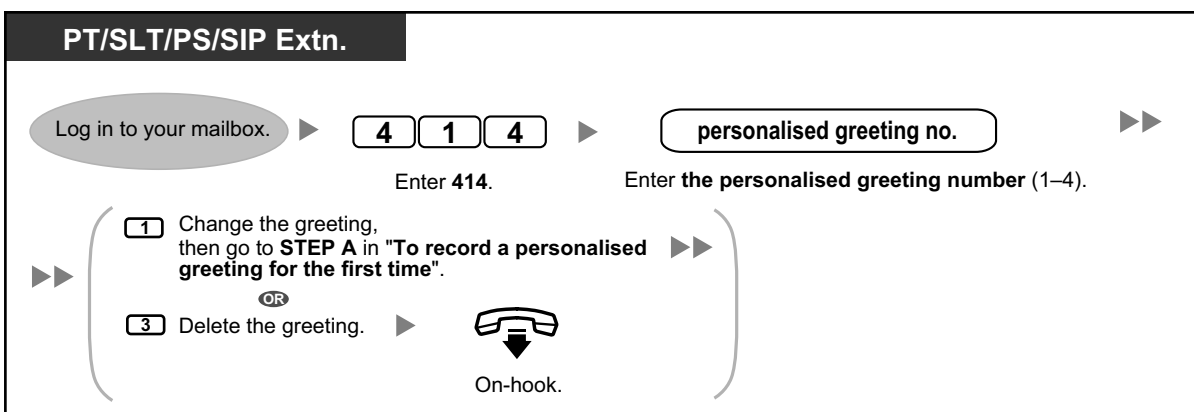 PT/SLT/PS/SIP Extn.
Log in to your mailbox.
4 1 4
personalised greeting no.
Enter 414.
Enter the personalised greeting number (1–4).
1 Change the greeting,
then go to STEP A in "To record a personalised
greeting for the first time".
OR
3 Delete the greeting.
On-hook.